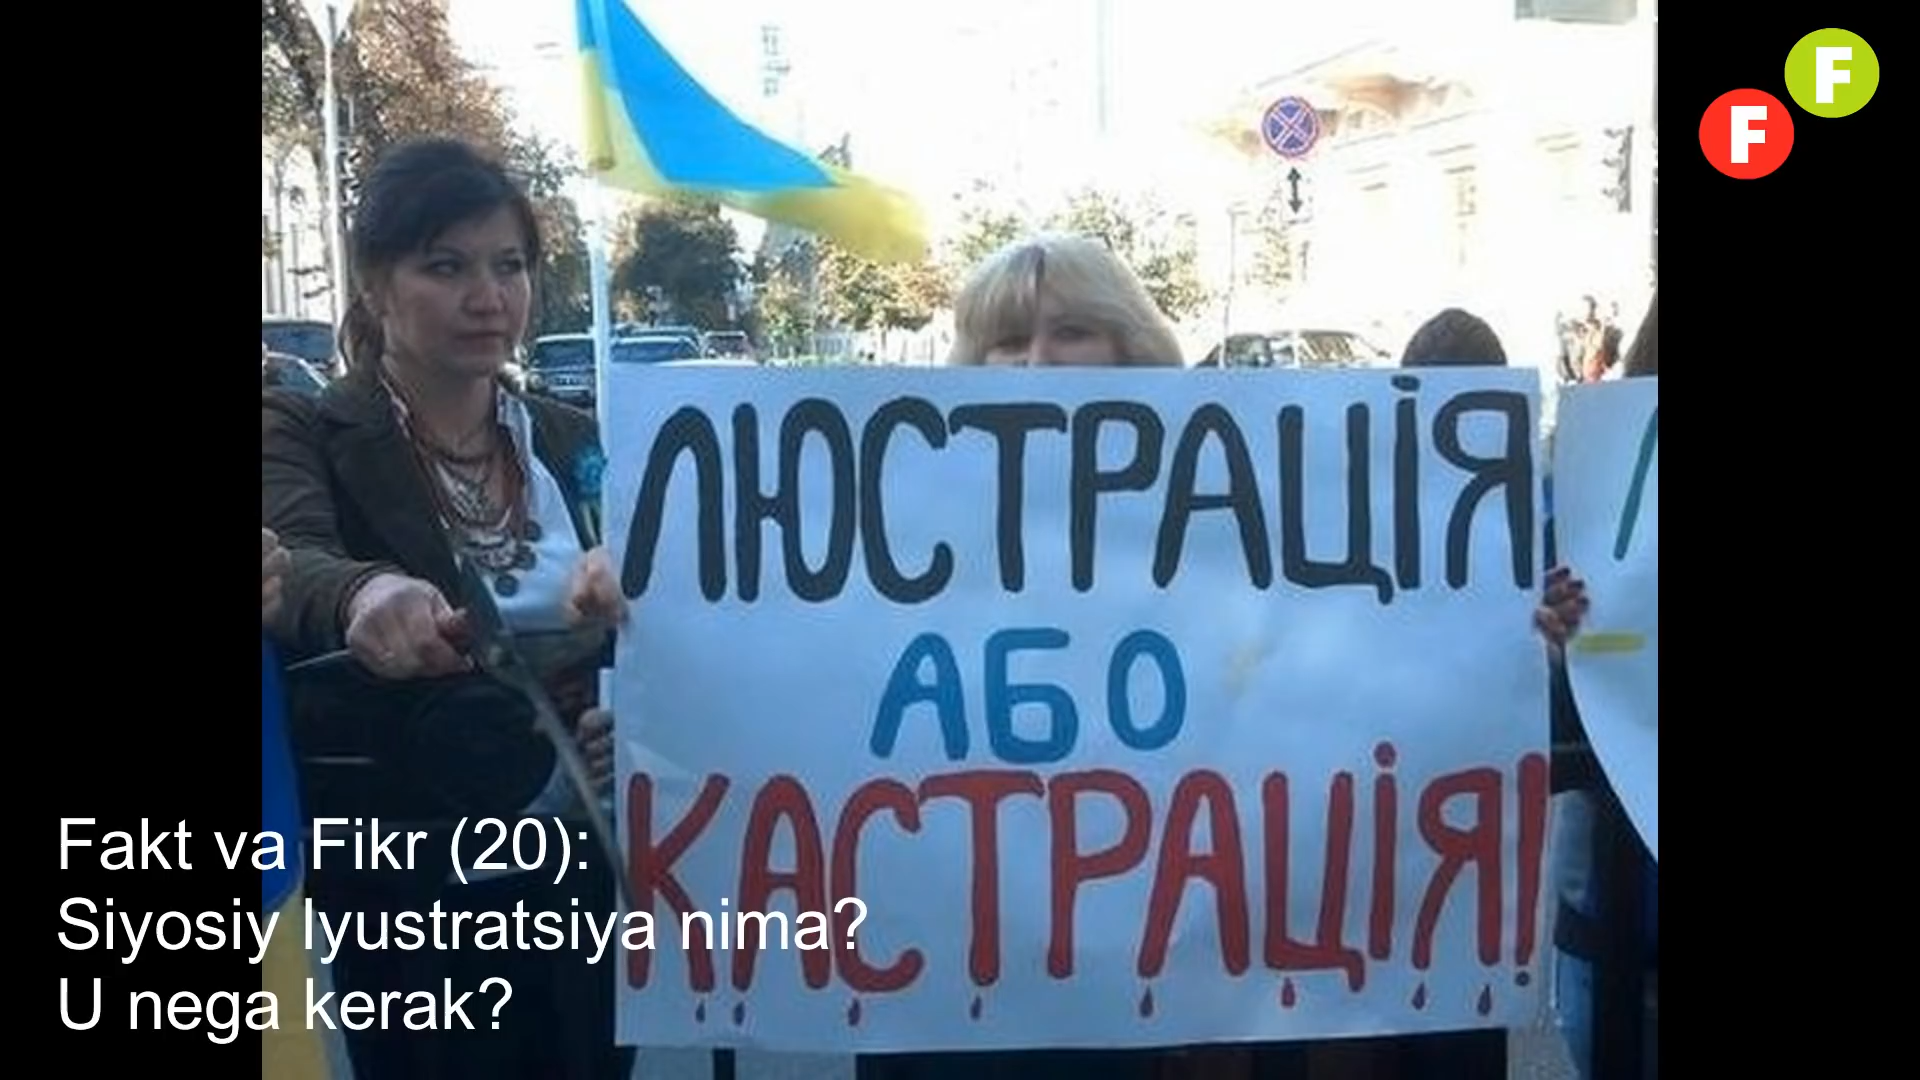 F
F
ЛЮСТРАЦІЯ
АБО
КАСТРАЦІЯ!
Fakt va Fikr (20):
Siyosiy lyustratsiya nima?
U nega kerak?